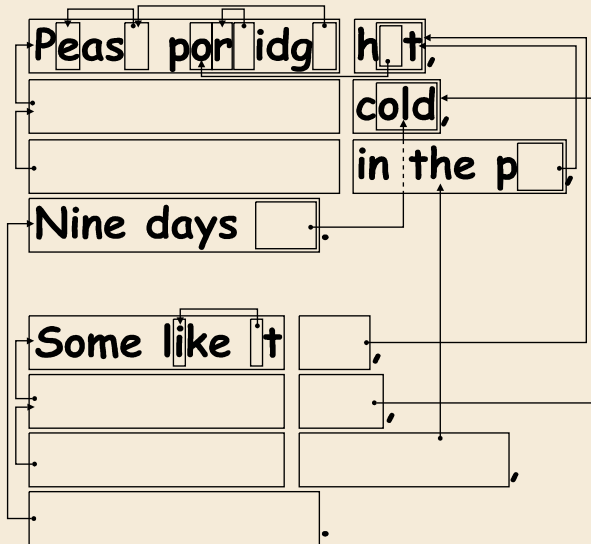 Peas por idg h t,
cold,
in the p ,
Nine days .
Some like t ,
,
,
.